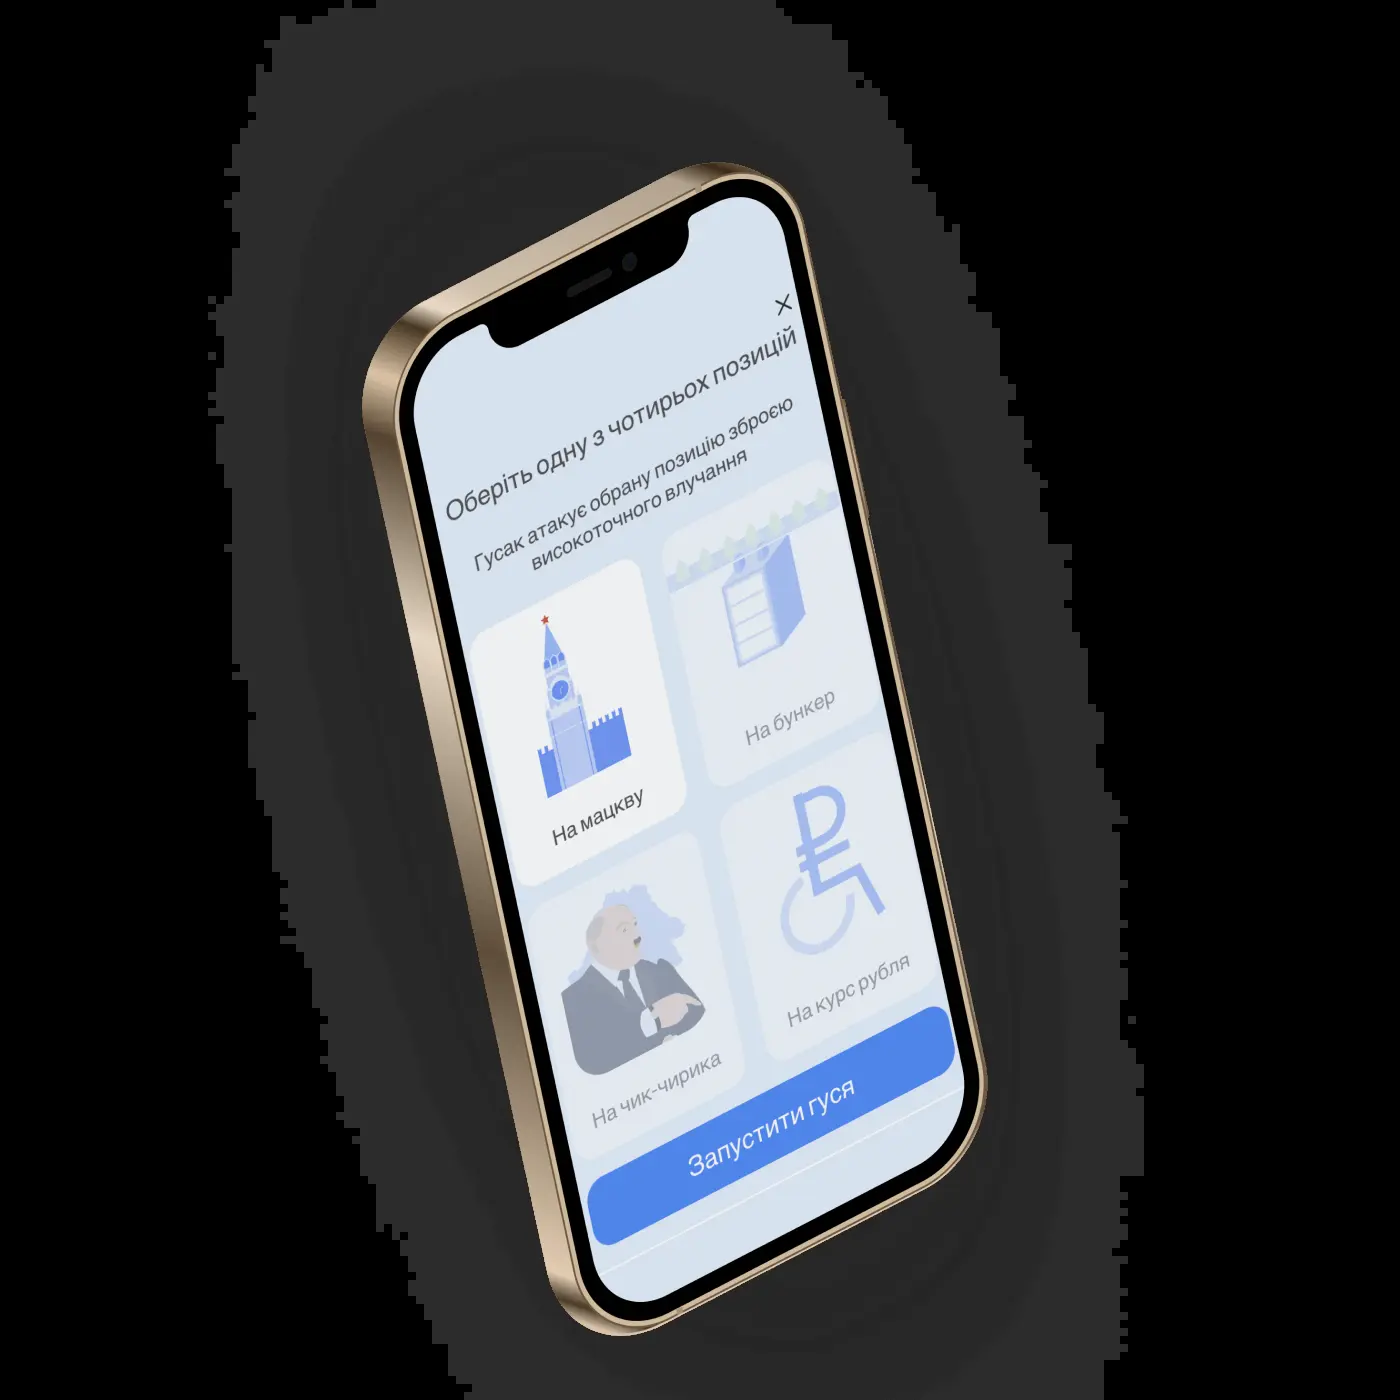 Оберіть одну з чотирьох позицій
Гусак атакує обрану позицію зброєю
високоточного влучання
На мацкву
На бункер
На чик-чирика
На курс рубля
Запустити гуся